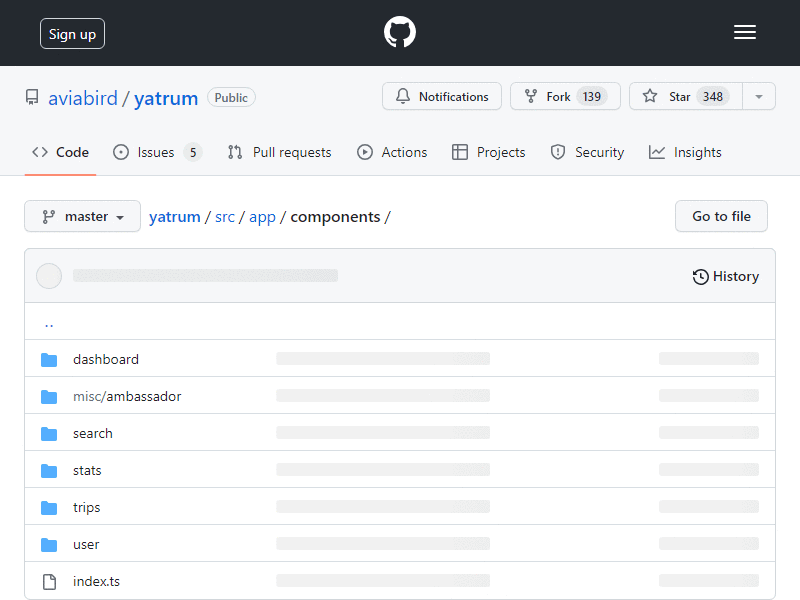 Sign up
aviabird / yatrum Public
Notifications
Fork 139
Star 348
Code
Issues 5
Pull requests
Actions
Projects
Security
Insights
master
yatrum / src / app / components /
Go to file
History
..
dashboard
misc/ambassador
search
stats
trips
user
index.ts